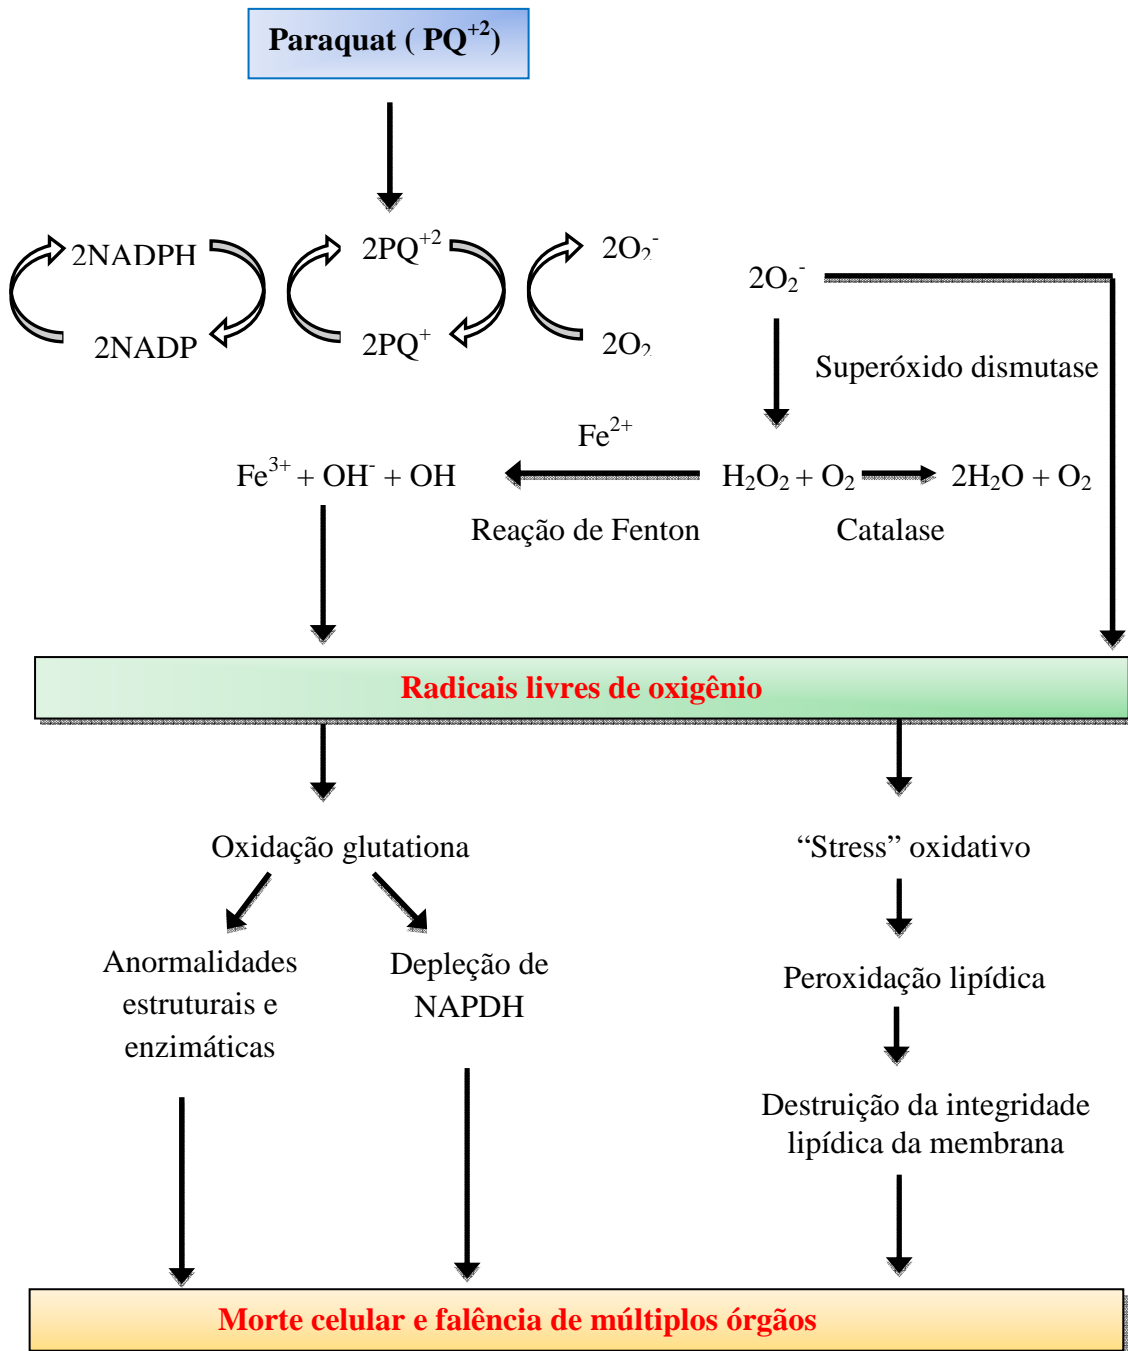 Paraquat ( PQ⁺²)
2NADPH 2PQ⁺² 2O₂⁻
2NADP 2PQ⁺ 2O₂
2O₂⁻
Superóxido dismutase
Fe²⁺
Fe³⁺ + OH⁻ + OH H₂O₂ + O₂ 2H₂O + O₂
Reação de Fenton Catalase
Radicais livres de oxigênio
Oxidação glutationa
“Stress” oxidativo
Anormalidades
estruturais e
enzimáticas
Depleção de
NAPDH
Peroxidação lipídica
Destruição da integridade
lipídica da membrana
Morte celular e falência de múltiplos órgãos